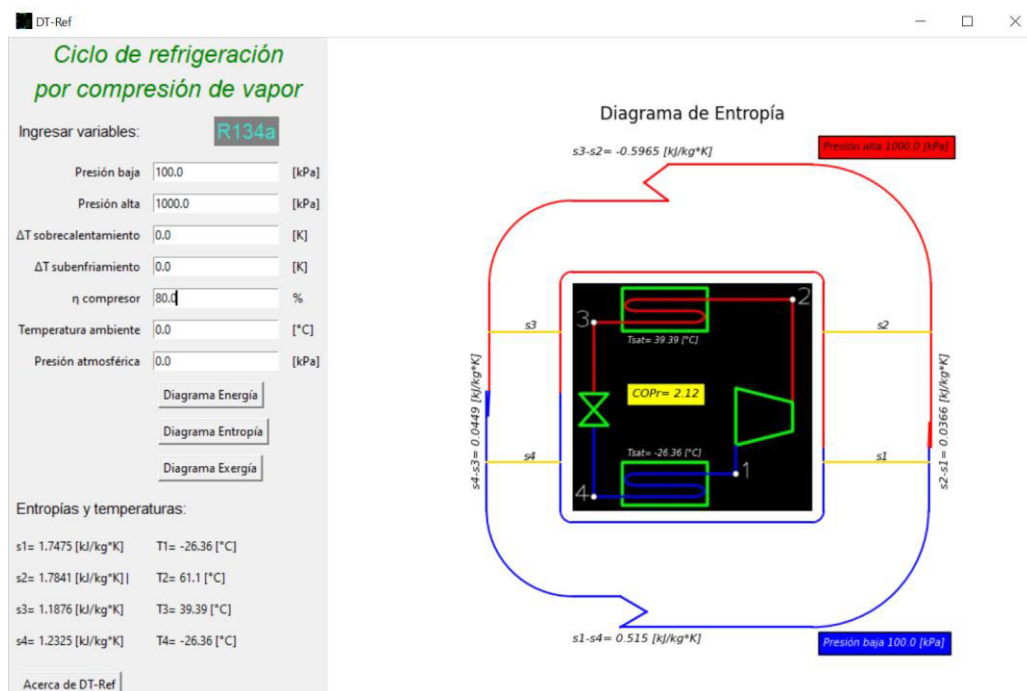 DT-Ref
Ciclo de refrigeración
por compresión de vapor
Ingresar variables:
R134a
Presión baja 100.0 [kPa]
Presión alta 1000.0 [kPa]
ΔT sobrecalentamiento 0.0 [K]
ΔT subenfriamiento 0.0 [K]
η compresor 80.0 %
Temperatura ambiente 0.0 [°C]
Presión atmosférica 0.0 [kPa]
Diagrama Energía
Diagrama Entropía
Diagrama Exergía
Entropías y temperaturas:
s1= 1.7475 [kJ/kg*K] T1= -26.36 [°C]
s2= 1.7841 [kJ/kg*K] T2= 61.1 [°C]
s3= 1.1876 [kJ/kg*K] T3= 39.39 [°C]
s4= 1.2325 [kJ/kg*K] T4= -26.36 [°C]
Acerca de DT-Ref
Diagrama de Entropía
s3-s2= -0.5965 [kJ/kg*K]
Presión alta 1000.0 [kPa]
2
3
s3
s2
Tsat= 39.39 [°C]
COPr= 2.12
s4-s3= 0.0449 [kJ/kg*K]
s2-s1= 0.0366 [kJ/kg*K]
Tsat= -26.36 [°C]
s4
s1
1
4
s1-s4= 0.515 [kJ/kg*K]
Presión baja 100.0 [kPa]